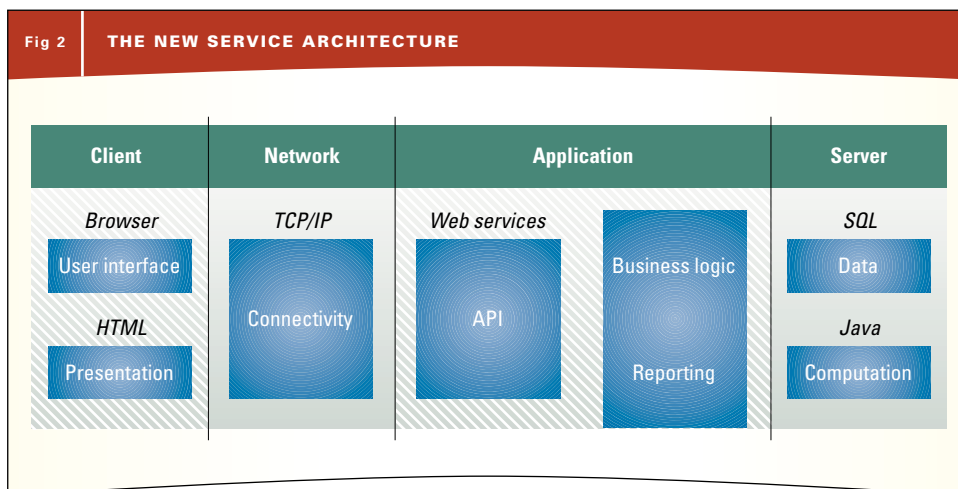 Fig 2
THE NEW SERVICE ARCHITECTURE
Client
Network
Application
Server
Browser
User interface
HTML
Presentation
TCP/IP
Connectivity
Web services
API
Business logic
Reporting
SQL
Data
Java
Computation